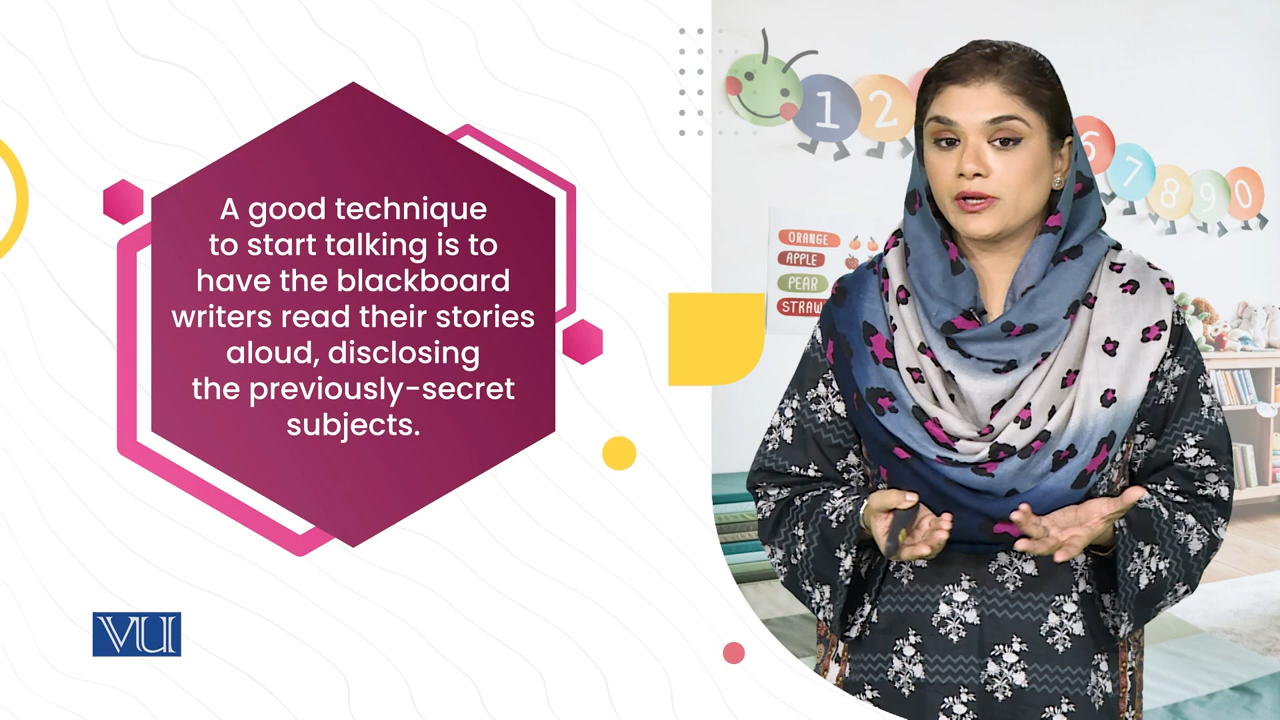 A good technique
to start talking is to
have the blackboard
writers read their stories
aloud, disclosing
the previously-secret
subjects.
VU
1 2
6 7 8 9 0
ORANGE
APPLE
PEAR
STRAW